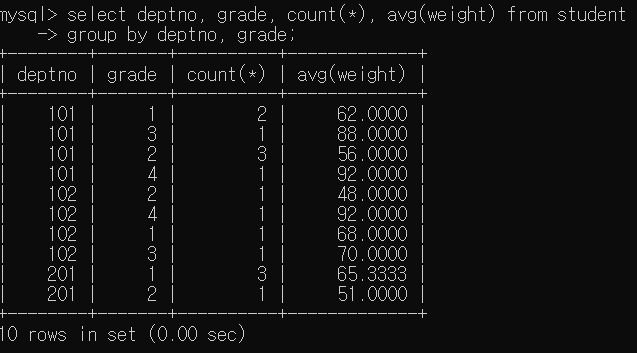 mysql> select deptno, grade, count(*), avg(weight) from student
    -> group by deptno, grade;
+--------+-------+----------+-------------+
| deptno | grade | count(*) | avg(weight) |
+--------+-------+----------+-------------+
|    101 |     1 |        2 |     62.0000 |
|    101 |     3 |        1 |     88.0000 |
|    101 |     2 |        3 |     56.0000 |
|    101 |     4 |        1 |     92.0000 |
|    102 |     2 |        1 |     48.0000 |
|    102 |     4 |        1 |     92.0000 |
|    102 |     1 |        1 |     68.0000 |
|    102 |     3 |        1 |     70.0000 |
|    201 |     1 |        3 |     65.3333 |
|    201 |     2 |        1 |     51.0000 |
+--------+-------+----------+-------------+
10 rows in set (0.00 sec)